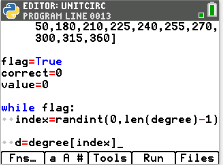 EDITOR: UNITCIRC
PROGRAM LINE 0013
50,180,210,225,240,255,270,
300,315,360]
flag=True
correct=0
value=0
while flag:
index=randint(0,len(degree)-1)
d=degree[index]
Fns… a A # Tools Run Files